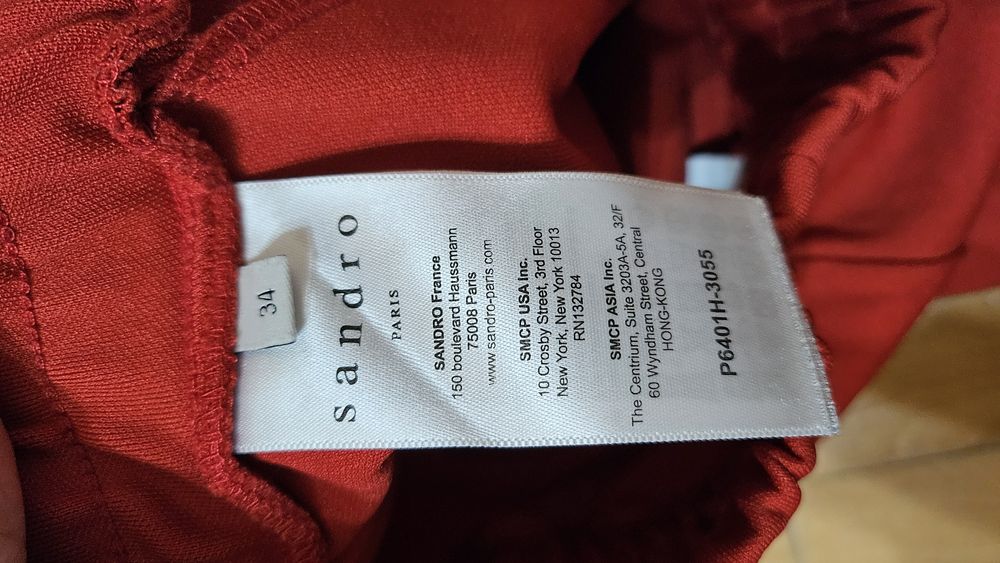 34
sandro
PARIS
SANDRO France
150 boulevard Haussmann
75008 Paris
www.sandro-paris.com
SMCP USA Inc.
10 Crosby Street, 3rd Floor
New York, New York 10013
RN132784
SMCP ASIA Inc.
The Centrium, Suite 3203A-5A, 32/F
60 Wyndham Street, Central
HONG-KONG
P6401H-3055